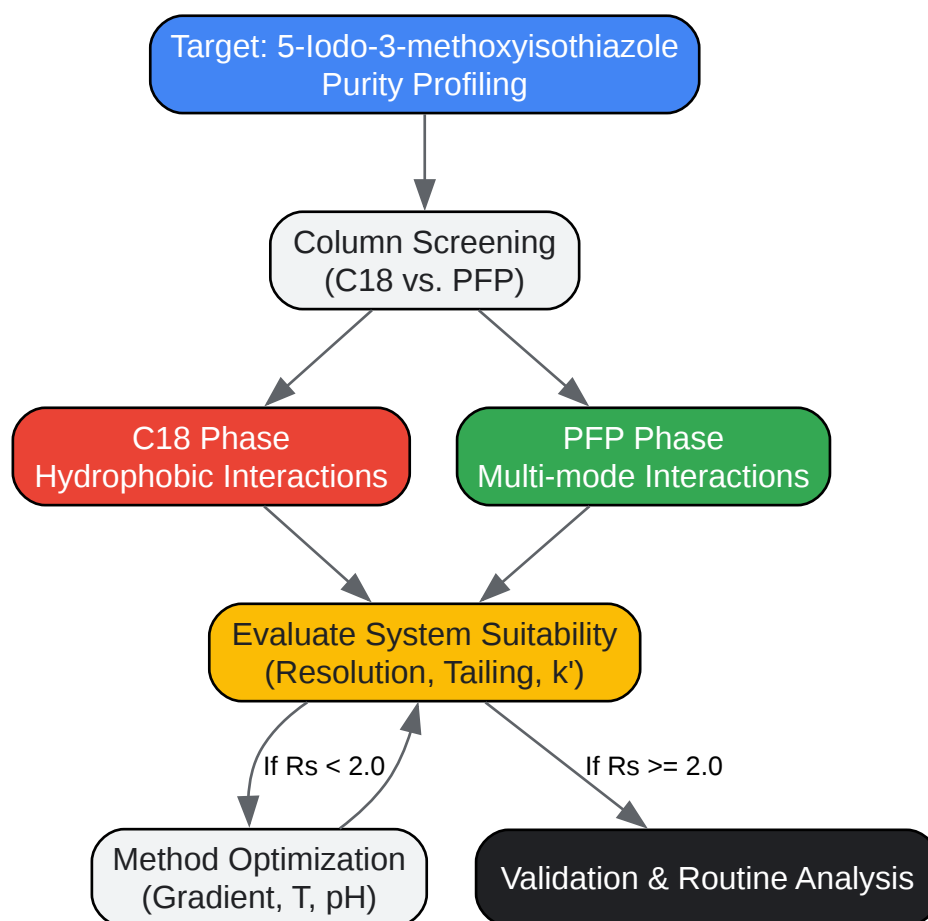 Target: 5-Iodo-3-methoxyisothiazole
Purity Profiling
Column Screening
(C18 vs. PFP)
C18 Phase
Hydrophobic Interactions
PFP Phase
Multi-mode Interactions
Evaluate System Suitability
(Resolution, Tailing, k')
If Rs < 2.0
If Rs >= 2.0
Method Optimization
(Gradient, T, pH)
Validation & Routine Analysis